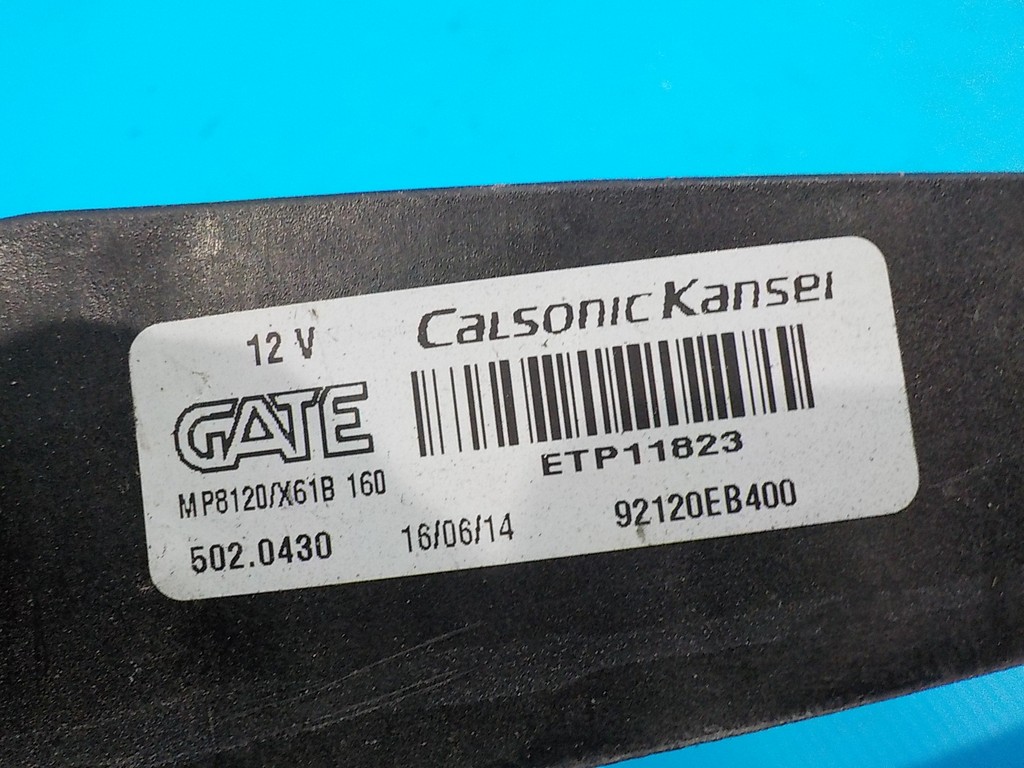 12 V
CALSONIC Kansei
GATE
ETP11823
MP8120/X61B 160
92120EB400
502.0430
16/06/14